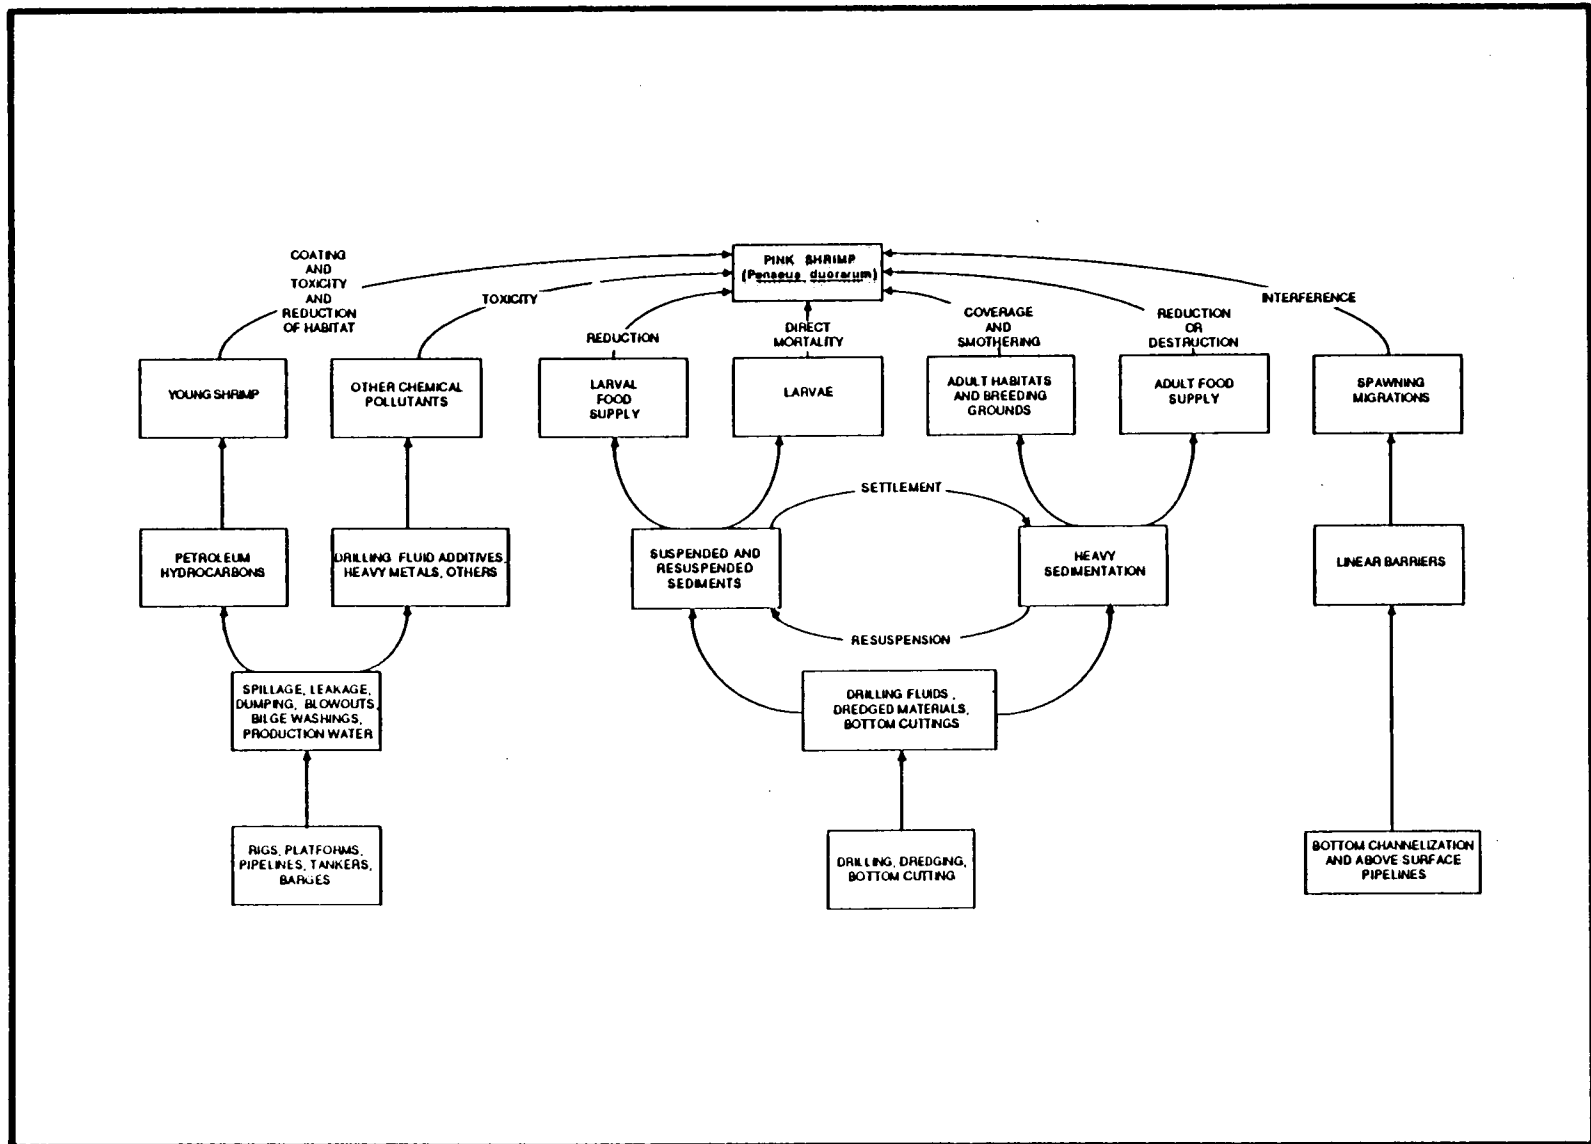 PINK SHRIMP
(Penaeus duorarum)
COATING
AND
TOXICITY
AND
REDUCTION
OF HABITAT
TOXICITY
REDUCTION
DIRECT
MORTALITY
COVERAGE
AND
SMOTHERING
REDUCTION
OR
DESTRUCTION
INTERFERENCE
YOUNG SHRIMP
OTHER CHEMICAL
POLLUTANTS
LARVAL
FOOD
SUPPLY
LARVAE
ADULT HABITATS
AND BREEDING
GROUNDS
ADULT FOOD
SUPPLY
SPAWNING
MIGRATIONS
SETTLEMENT
PETROLEUM
HYDROCARBONS
DRILLING FLUID ADDITIVES,
HEAVY METALS, OTHERS
SUSPENDED AND
RESUSPENDED
SEDIMENTS
HEAVY
SEDIMENTATION
LINEAR BARRIERS
RESUSPENSION
SPILLAGE, LEAKAGE,
DUMPING, BLOWOUTS,
BILGE WASHINGS,
PRODUCTION WATER
DRILLING FLUIDS,
DREDGED MATERIALS,
BOTTOM CUTTINGS
RIGS, PLATFORMS,
PIPELINES, TANKERS,
BARGES
DRILLING, DREDGING,
BOTTOM CUTTING
BOTTOM CHANNELIZATION
AND ABOVE SURFACE
PIPELINES